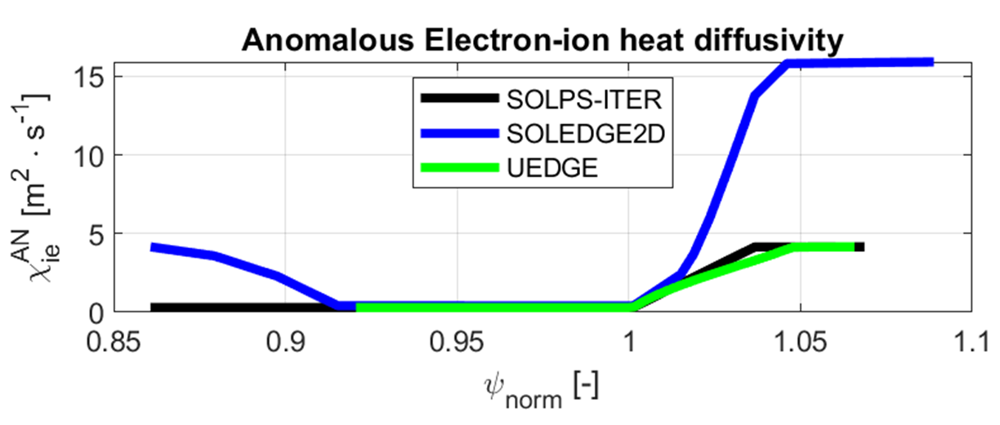 Anomalous Electron-ion heat diffusivity
χ_ie^AN [m^2 · s^-1]
15
10
5
0
SOLPS-ITER
SOLEDGE2D
UEDGE
0.85 0.9 0.95 1 1.05 1.1
ψ_norm [-]